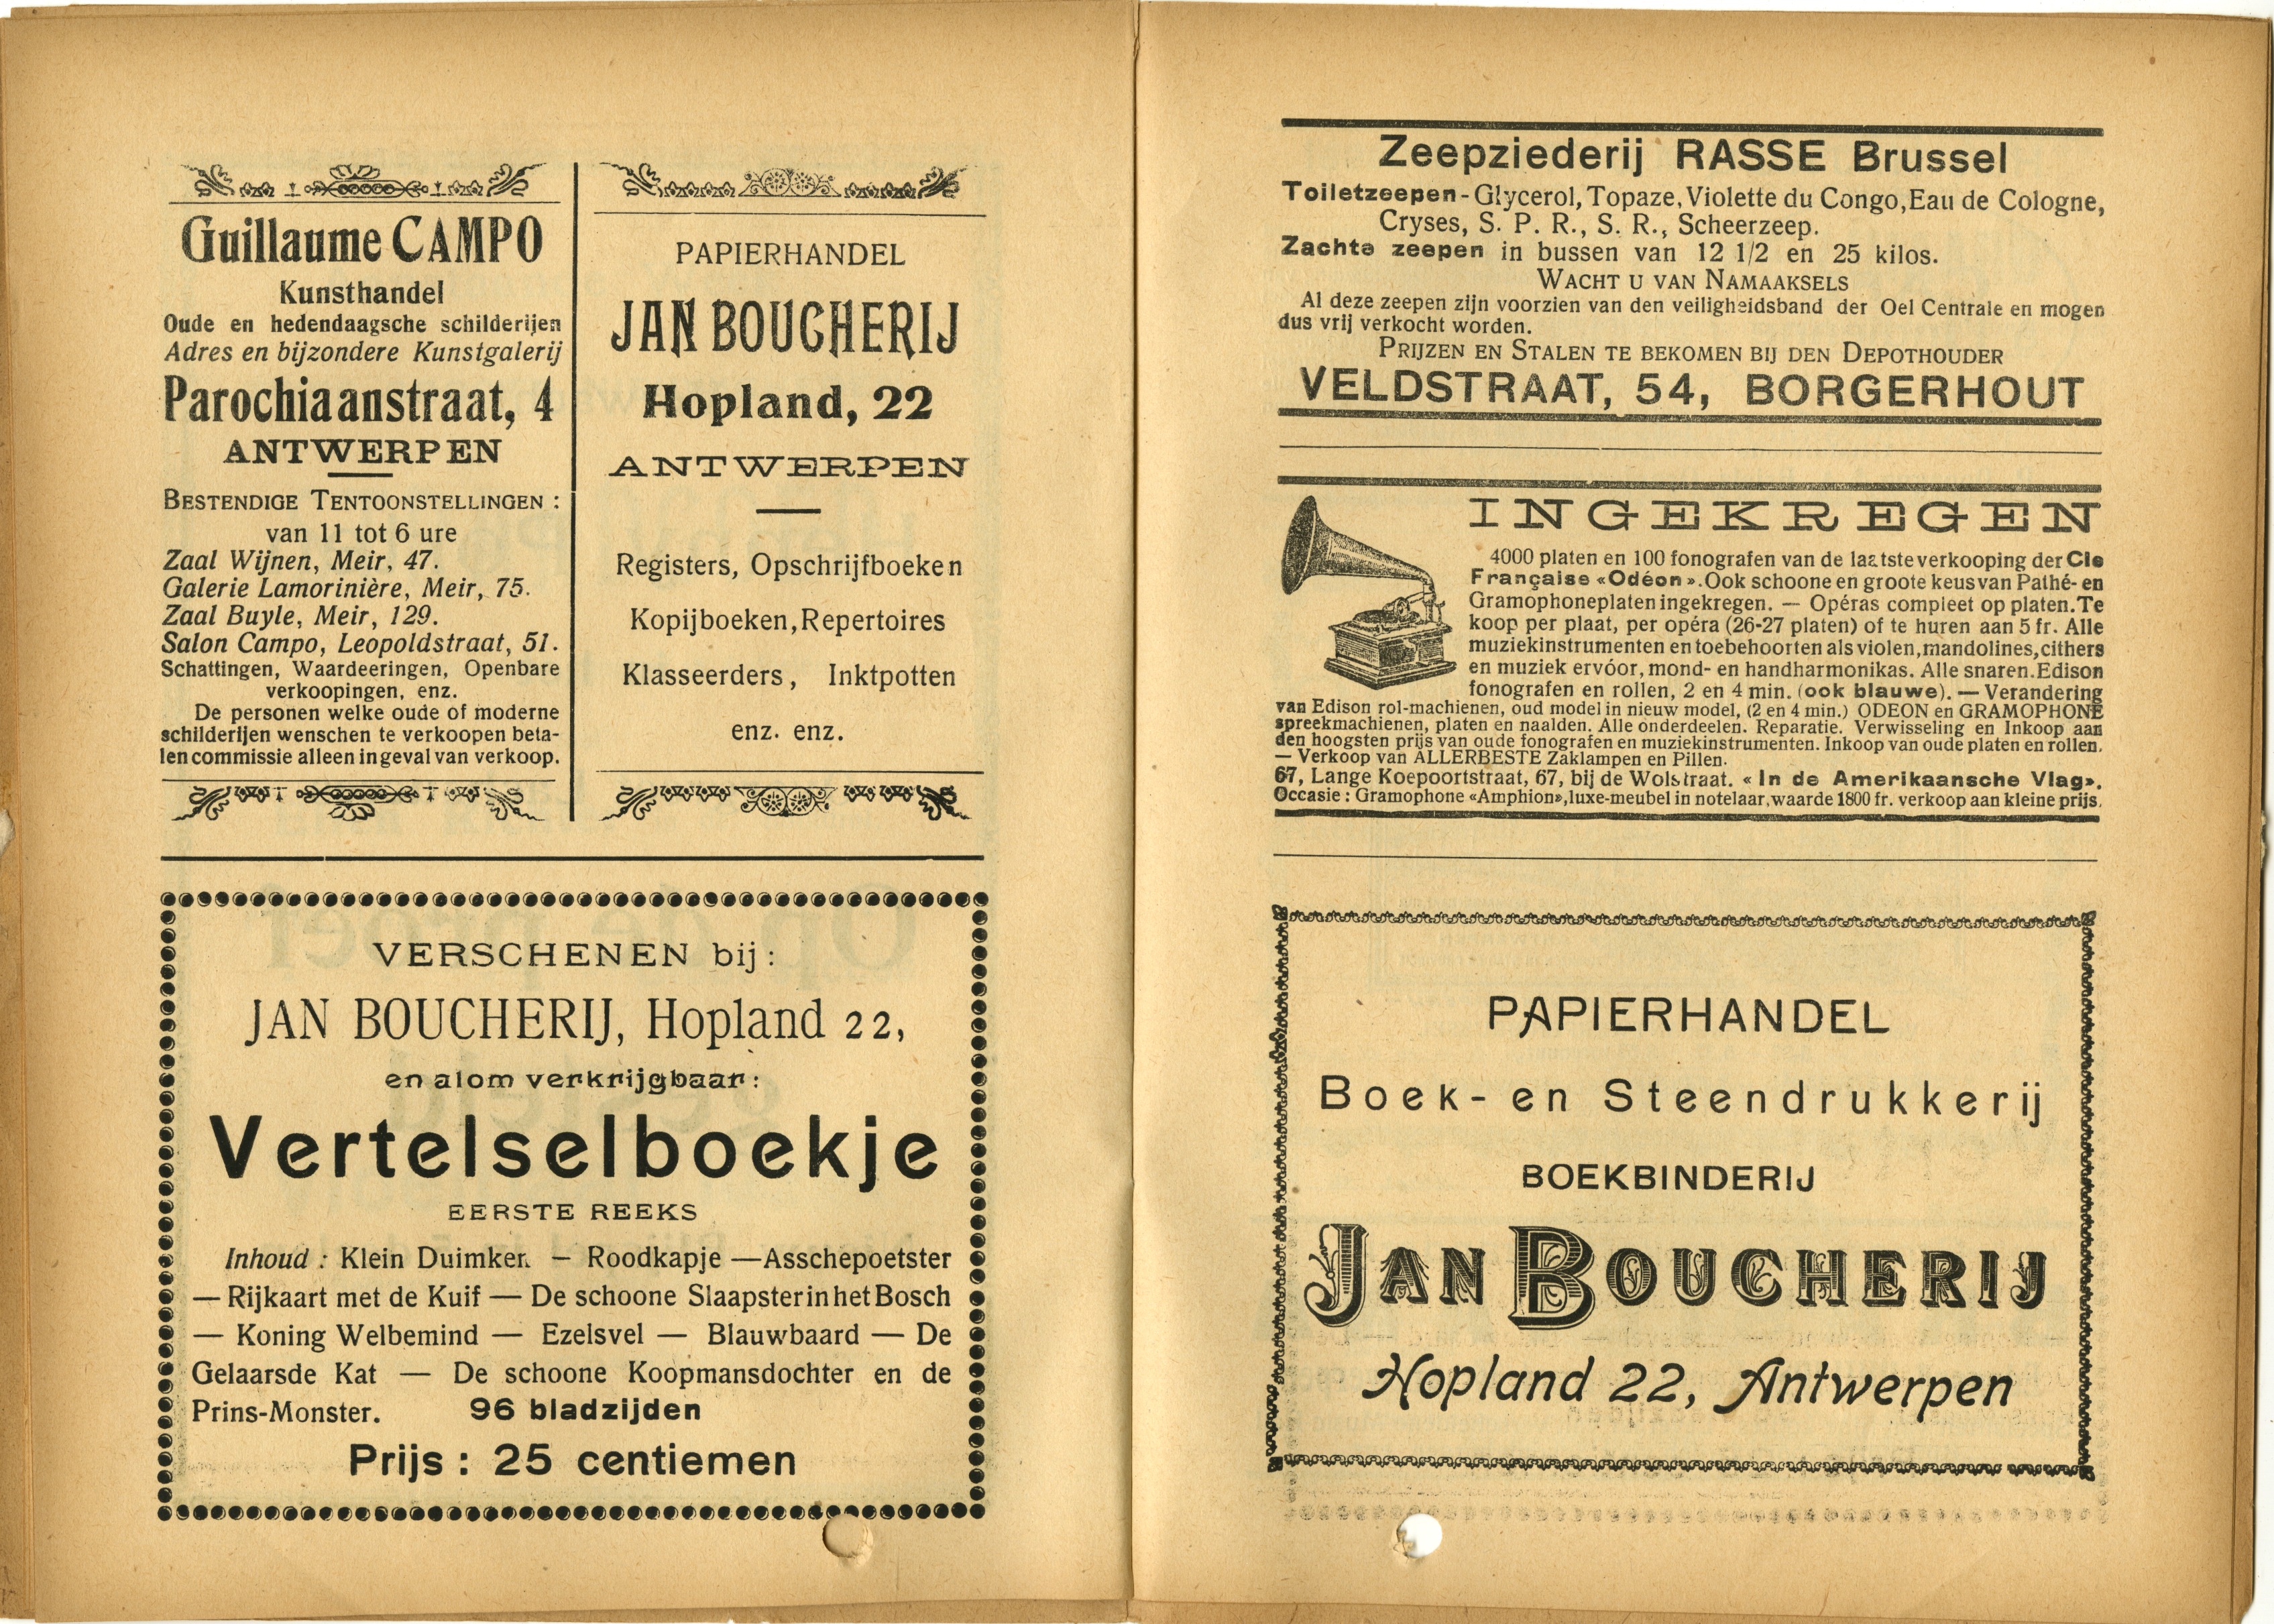 Guillaume CAMPO
Kunsthandel
Oude en hedendaagsche schilderijen
Adres en bijzondere Kunstgalerij
Parochiaanstraat, 4
ANTWERPEN
BESTENDIGE TENTOONSTELLINGEN :
van 11 tot 6 ure
Zaal Wijnen, Meir, 47.
Galerie Lamorinière, Meir, 75.
Zaal Buyle, Meir, 129.
Salon Campo, Leopoldstraat, 51.
Schattingen, Waardeeringen, Openbare
verkoopingen, enz.
De personen welke oude of moderne
schilderijen wenschen te verkoopen beta-
len commissie alleen in geval van verkoop.
PAPIERHANDEL
JAN BOUCHERIJ
Hopland, 22
ANTWERPEN
Registers, Opschrijfboeken
Kopijboeken, Repertoires
Klasseerders, Inktpotten
enz. enz.
VERSCHENEN bij :
JAN BOUCHERIJ, Hopland 22,
en alom verkrijgbaar :
Vertelselboekje
EERSTE REEKS
Inhoud : Klein Duimken — Roodkapje — Asschepoetster
— Rijkaart met de Kuif — De schoone Slaapster in het Bosch
— Koning Welbemind — Ezelsvel — Blauwbaard — De
Gelaarsde Kat — De schoone Koopmansdochter en de
Prins-Monster. 96 bladzijden
Prijs : 25 centiemen
Zeepziederij RASSE Brussel
Toiletzeepen - Glycerol, Topaze, Violette du Congo, Eau de Cologne,
Cryses, S. P. R., S. R., Scheerzeep.
Zachte zeepen in bussen van 12 1/2 en 25 kilos.
WACHT U VAN NAMAAKSELS
Al deze zeepen zijn voorzien van den veiligheidsband der Oel Centrale en mogen
dus vrij verkocht worden.
PRIJZEN EN STALEN TE BEKOMEN BIJ DEN DEPOTHOUDER
VELDSTRAAT, 54, BORGERHOUT
INGEKREGEN
4000 platen en 100 fonografen van de laatste verkooping der Cie
Française «Odéon». Ook schoone en groote keus van Pathé- en
Gramophoneplaten ingekregen. — Opéras compleet op platen. Te
koop per plaat, per opéra (26-27 platen) of te huren aan 5 fr. Alle
muziekinstrumenten en toebehoorten als violen, mandolines, cithers
en muziek ervóor, mond- en handharmonikas. Alle snaren. Edison
fonografen en rollen, 2 en 4 min. (ook blauwe). — Verandering
van Edison rol-machienen, oud model in nieuw model, (2 en 4 min.) ODEON en GRAMOPHONE
spreekmachienen, platen en naalden. Alle onderdeelen. Reparatie. Verwisseling en Inkoop aan
den hoogsten prijs van oude fonografen en muziekinstrumenten. Inkoop van oude platen en rollen.
— Verkoop van ALLERBESTE Zaklampen en Pillen.
67, Lange Koepoortstraat, 67, bij de Wolstraat. «In de Amerikaansche Vlag».
Occasie : Gramophone «Amphion», luxe-meubel in notelaar, waarde 1800 fr. verkoop aan kleine prijs.
PAPIERHANDEL
Boek- en Steendrukkerij
BOEKBINDERIJ
JAN BOUCHERIJ
Hopland 22, Antwerpen